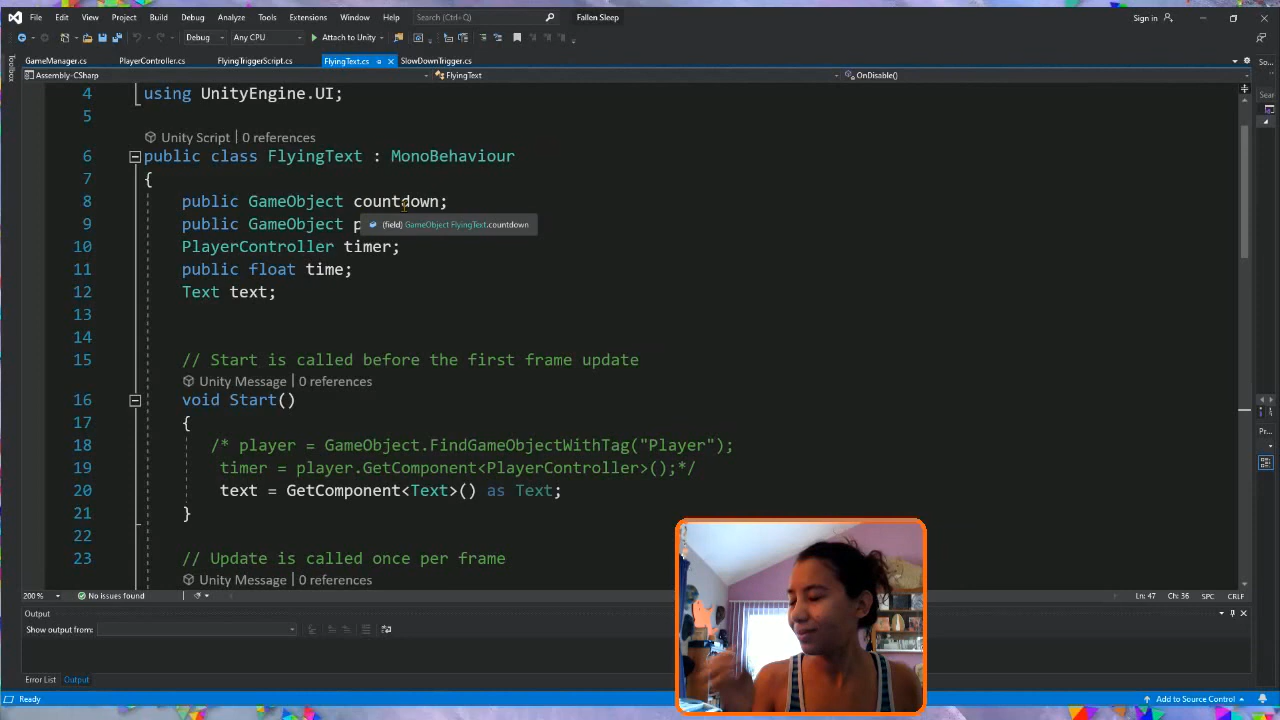 File Edit View Project Build Debug Analyze Tools Extensions Window Help Search (Ctrl+Q) Fallen Sleep Sign in
Debug Any CPU Attach to Unity
GameManager.cs PlayerController.cs FlyingTriggerScript.cs FlyingText.cs SlowDownTrigger.cs
Assembly-CSharp FlyingText OnDisable()
4 using UnityEngine.UI;
5
Unity Script | 0 references
6 public class FlyingText : MonoBehaviour
7 {
8 public GameObject countdown;
9 public GameObject p
(field) GameObject FlyingText.countdown
10 PlayerController timer;
11 public float time;
12 Text text;
13
14
15 // Start is called before the first frame update
Unity Message | 0 references
16 void Start()
17 {
18 /* player = GameObject.FindGameObjectWithTag("Player");
19 timer = player.GetComponent<PlayerController>();*/
20 text = GetComponent<Text>() as Text;
21 }
22
23 // Update is called once per frame
Unity Message | 0 references
200 % No issues found Ln: 47 Ch: 36 SPC CRLF
Output
Show output from:
Error List Output
Ready Add to Source Control